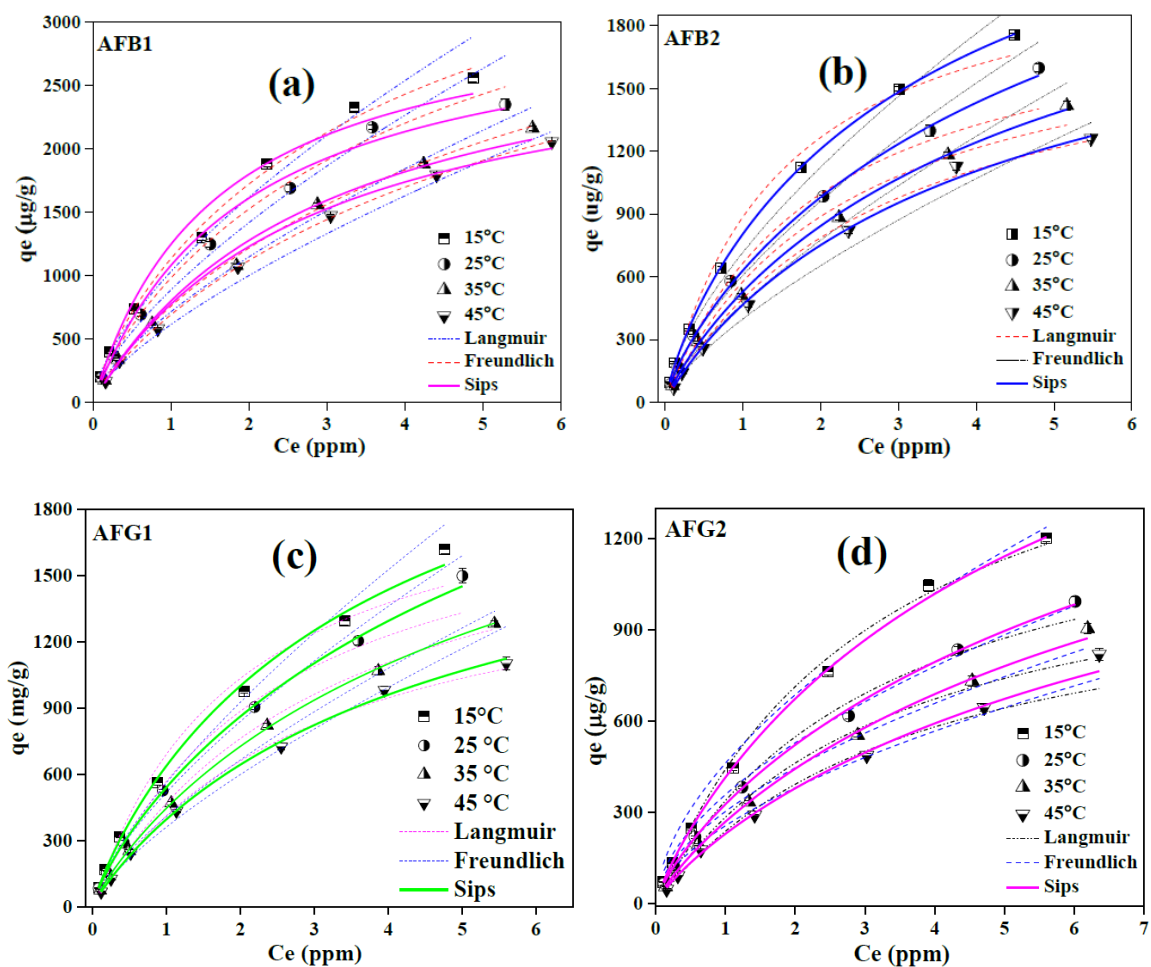 AFB1
(a)
3000
2500
2000
1500
1000
500
0
qe (µg/g)
15°C
25°C
35°C
45°C
Langmuir
Freundlich
Sips
0 1 2 3 4 5 6
Ce (ppm)
AFB2
(b)
1800
1500
1200
900
600
300
0
qe (ug/g)
15°C
25°C
35°C
45°C
Langmuir
Freundlich
Sips
0 1 2 3 4 5 6
Ce (ppm)
AFG1
(c)
1800
1500
1200
900
600
300
0
qe (mg/g)
15°C
25 °C
35 °C
45 °C
Langmuir
Freundlich
Sips
0 1 2 3 4 5
Ce (ppm)
AFG2
(d)
1200
900
600
300
0
qe (µg/g)
15°C
25°C
35°C
45°C
Langmuir
Freundlich
Sips
0 1 2 3 4 5 6 7
Ce (ppm)